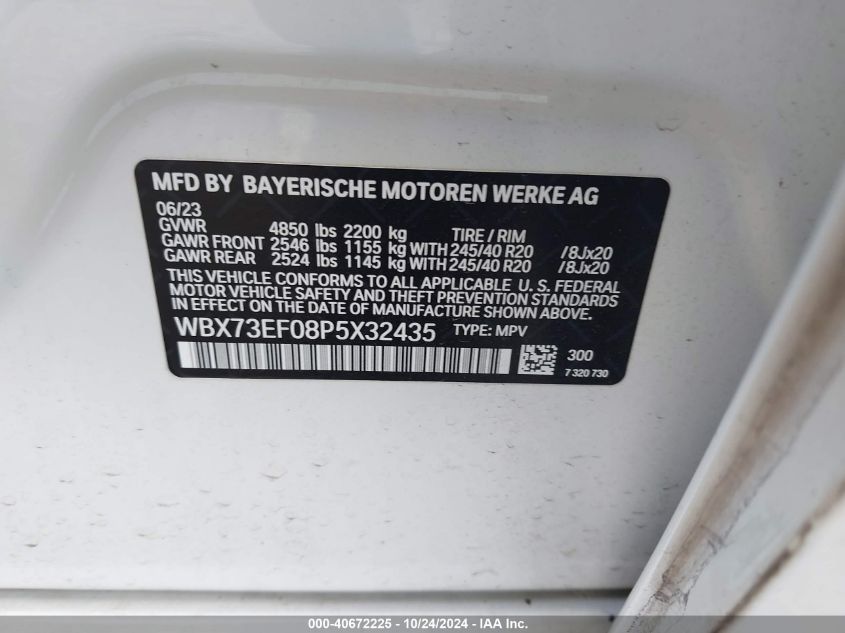 MFD BY BAYERISCHE MOTOREN WERKE AG
06/23
GVWR 4850 lbs 2200 kg TIRE / RIM
GAWR FRONT 2546 lbs 1155 kg WITH 245/40 R20 /8Jx20
GAWR REAR 2524 lbs 1145 kg WITH 245/40 R20 /8Jx20
THIS VEHICLE CONFORMS TO ALL APPLICABLE U. S. FEDERAL
MOTOR VEHICLE SAFETY AND THEFT PREVENTION STANDARDS
IN EFFECT ON THE DATE OF MANUFACTURE SHOWN ABOVE.
WBX73EF08P5X32435 TYPE: MPV
300
7 320 730
000-40672225 - 10/24/2024 - IAA Inc.